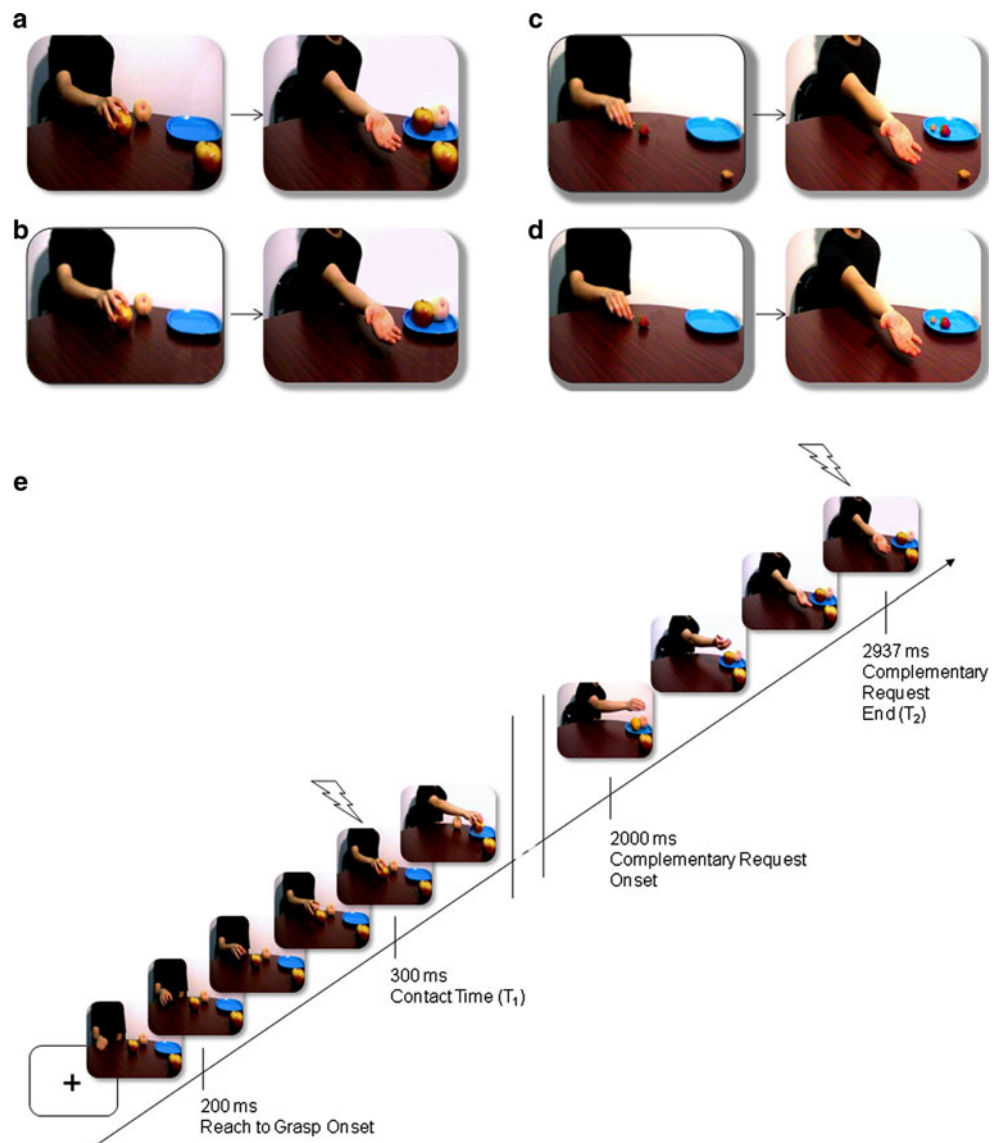 a
c
b
d
e
2937 ms
Complementary
Request
End (T₂)
2000 ms
Complementary Request
Onset
300 ms
Contact Time (T₁)
+
200 ms
Reach to Grasp Onset